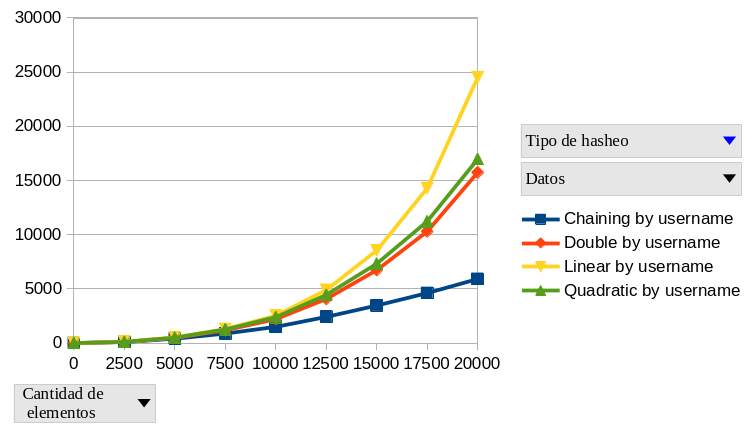 30000
25000
20000
15000
10000
5000
0
0 2500 5000 7500 10000 12500 15000 17500 20000
Cantidad de
elementos
Tipo de hasheo
Datos
Chaining by username
Double by username
Linear by username
Quadratic by username